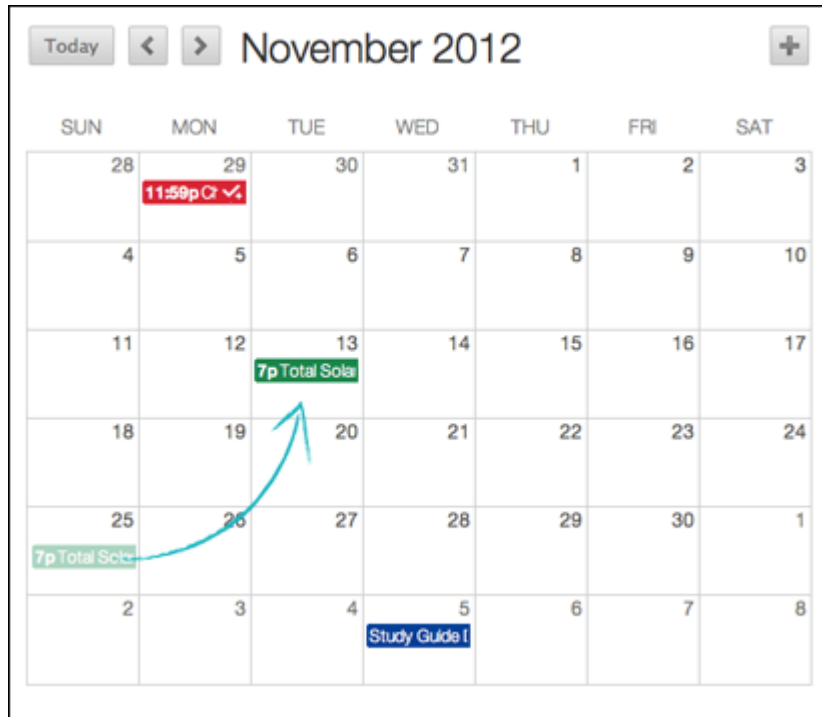 Today < > November 2012 +
SUN MON TUE WED THU FRI SAT
28 29 30 31 1 2 3
11:59p
4 5 6 7 8 9 10
11 12 13 14 15 16 17
7p Total Solar
18 19 20 21 22 23 24
25 26 27 28 29 30 1
7p Total
2 3 4 5 6 7 8
Study Guide